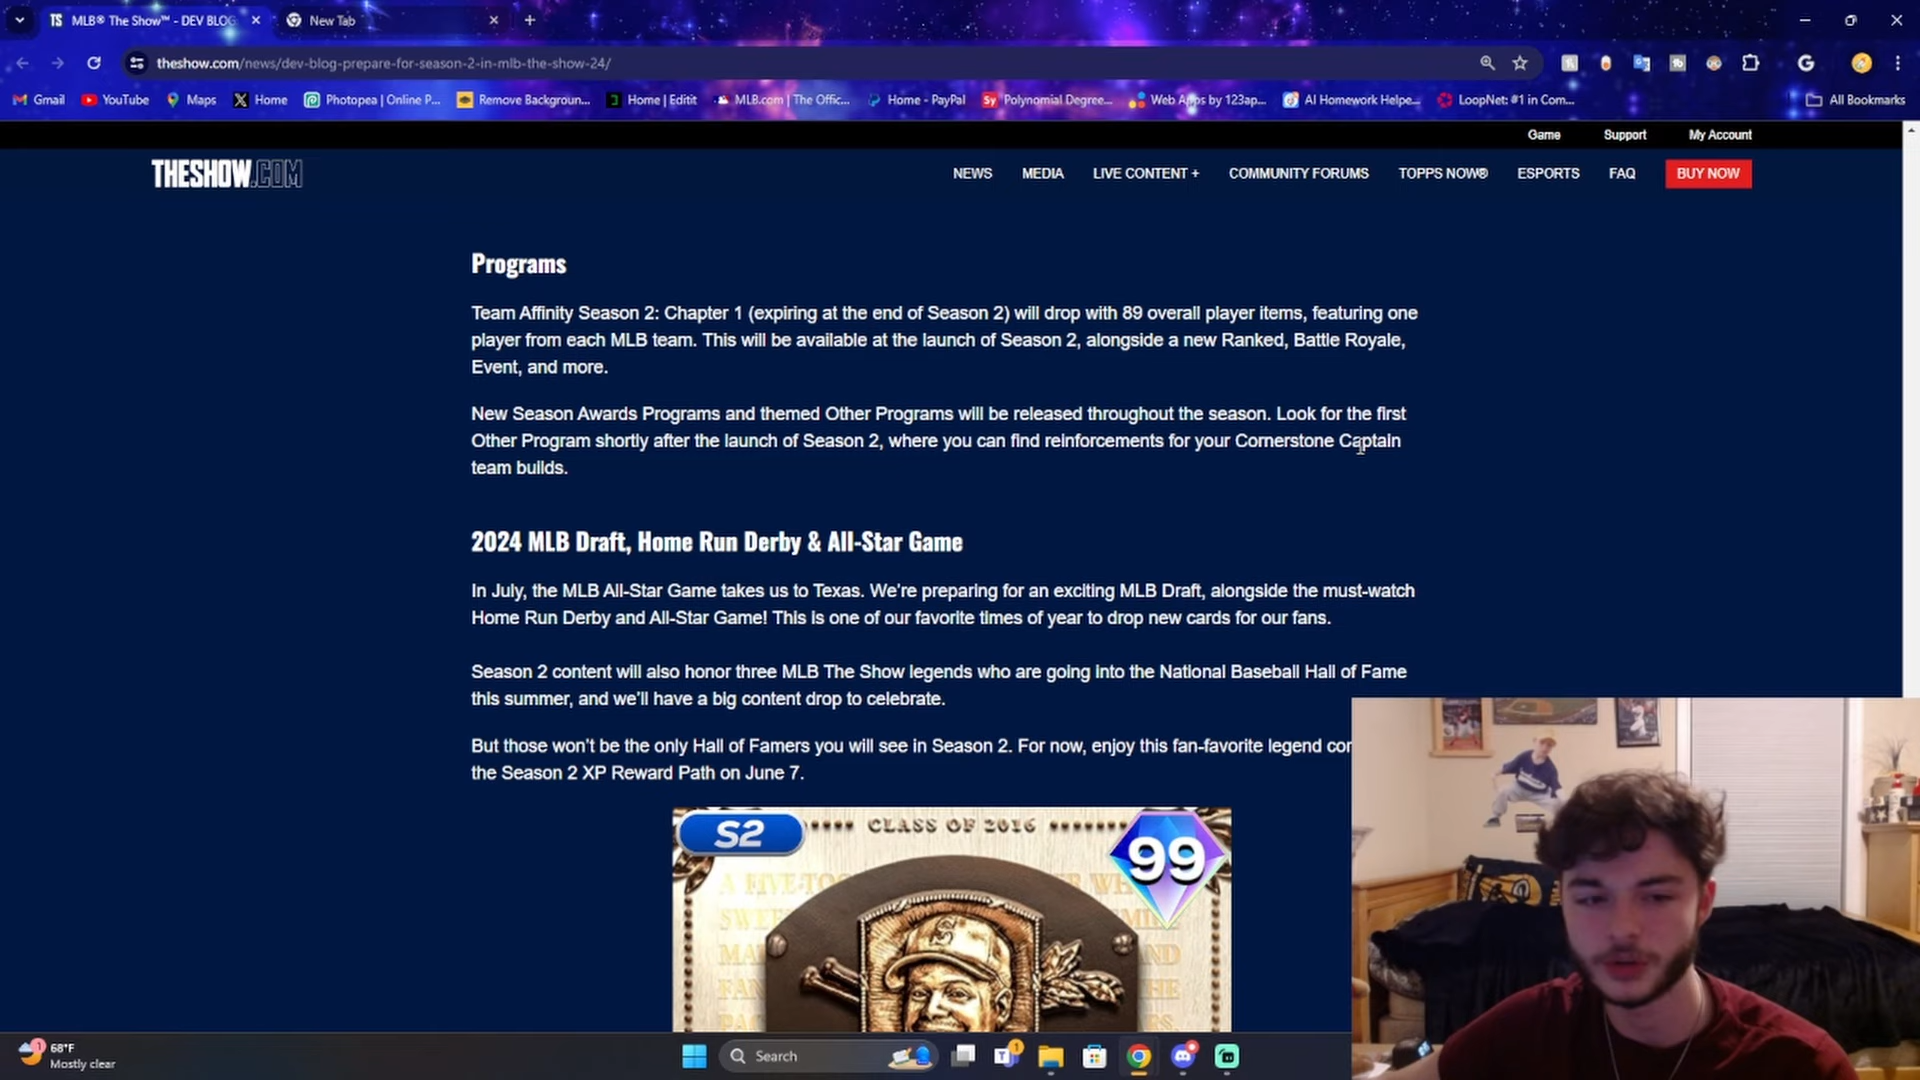 MLB® The Show™ - DEV BLOG
New Tab
theshow.com/news/dev-blog-prepare-for-season-2-in-mlb-the-show-24/
Gmail
YouTube
Maps
Home
Photopea | Online P...
Remove Backgroun...
Home | Editit
MLB.com | The Offic...
Home - PayPal
Sy
Polynomial Degree...
Web Apps by 123ap...
AI Homework Helpe...
LoopNet: #1 in Com...
All Bookmarks
Game
Support
My Account
THESHOW.COM
NEWS
MEDIA
LIVE CONTENT +
COMMUNITY FORUMS
TOPPS NOW®
ESPORTS
FAQ
BUY NOW
Programs
Team Affinity Season 2: Chapter 1 (expiring at the end of Season 2) will drop with 89 overall player items, featuring one
player from each MLB team. This will be available at the launch of Season 2, alongside a new Ranked, Battle Royale,
Event, and more.
New Season Awards Programs and themed Other Programs will be released throughout the season. Look for the first
Other Program shortly after the launch of Season 2, where you can find reinforcements for your Cornerstone Captain
team builds.
2024 MLB Draft, Home Run Derby & All-Star Game
In July, the MLB All-Star Game takes us to Texas. We're preparing for an exciting MLB Draft, alongside the must-watch
Home Run Derby and All-Star Game! This is one of our favorite times of year to drop new cards for our fans.
Season 2 content will also honor three MLB The Show legends who are going into the National Baseball Hall of Fame
this summer, and we'll have a big content drop to celebrate.
But those won't be the only Hall of Famers you will see in Season 2. For now, enjoy this fan-favorite legend
the Season 2 XP Reward Path on June 7.
S2
CLASS OF 2016
99
68°F
Mostly clear
Search